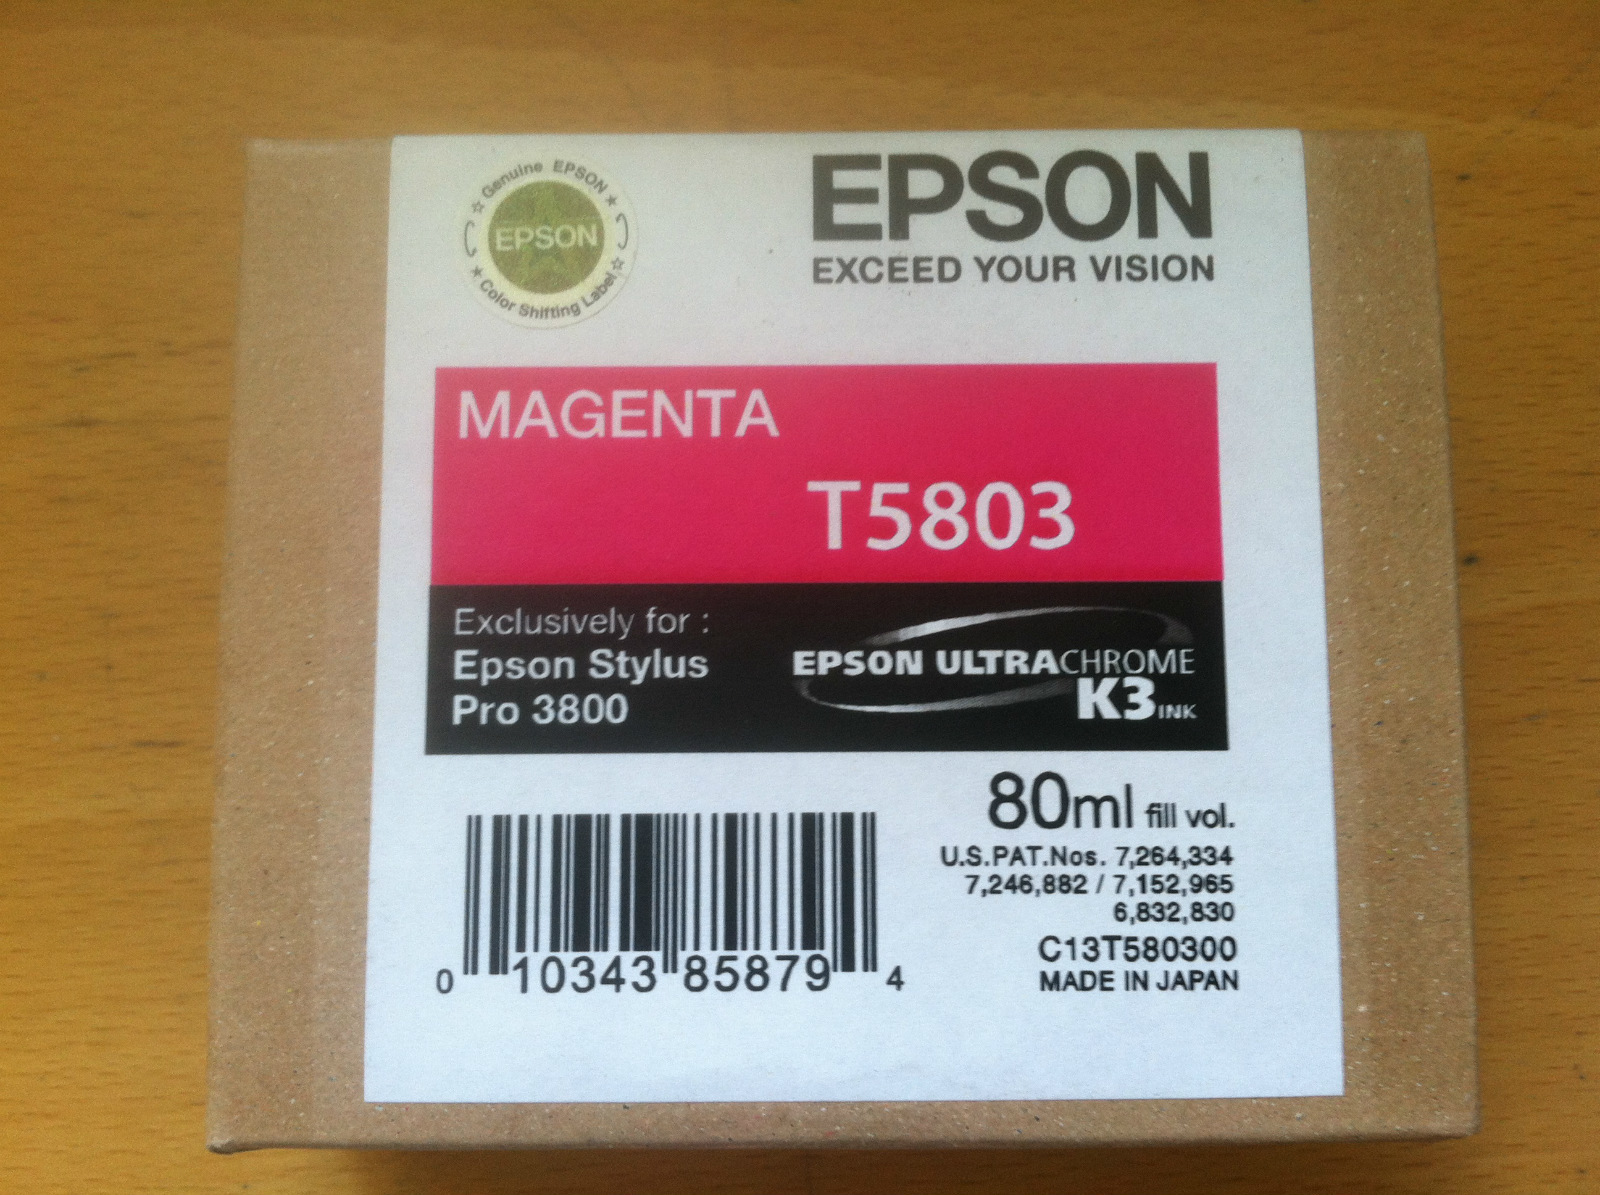 Genuine EPSON
EPSON
Color Shifting Label
EPSON
EXCEED YOUR VISION
MAGENTA
T5803
Exclusively for :
Epson Stylus
Pro 3800
EPSON ULTRACHROME
K3 INK
80ml fill vol.
U.S.PAT.Nos. 7,264,334
7,246,882 / 7,152,965
6,832,830
C13T580300
MADE IN JAPAN
0 10343 85879 4